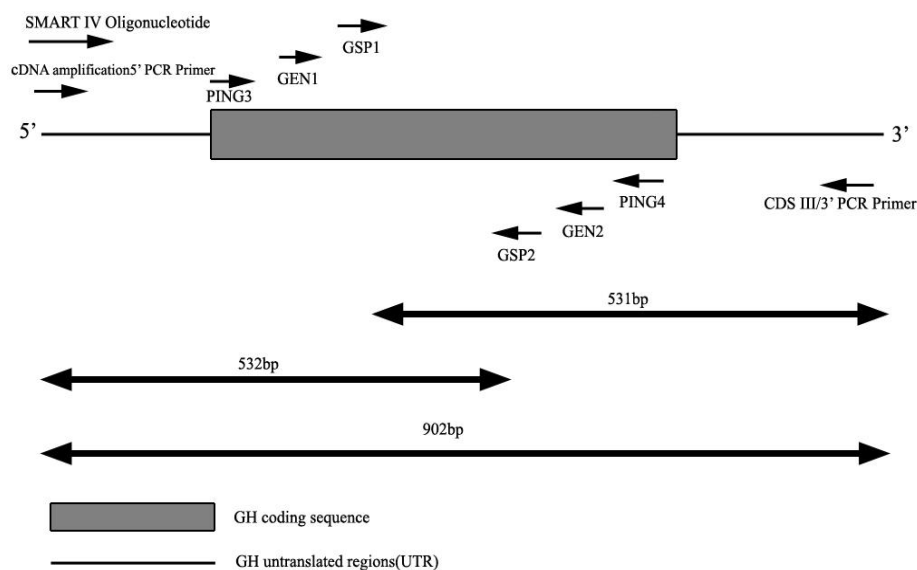 SMART IV Oligonucleotide
GSP1
cDNA amplification5' PCR Primer
GEN1
PING3
5’
3’
PING4
CDS III/3’ PCR Primer
GEN2
GSP2
531bp
532bp
902bp
GH coding sequence
GH untranslated regions(UTR)